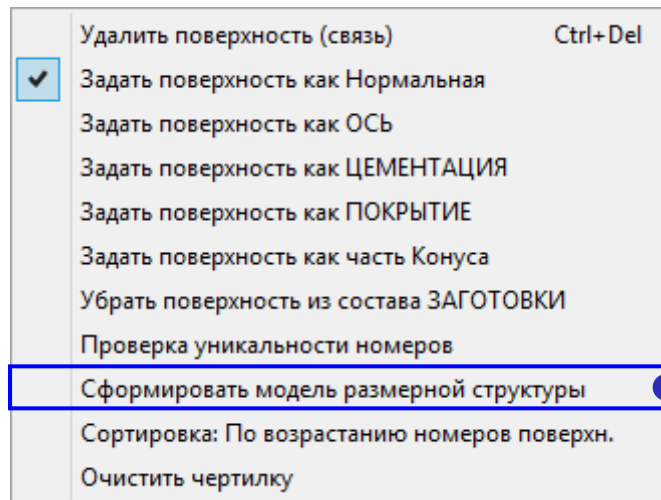 Удалить поверхность (связь) Ctrl+Del
Задать поверхность как Нормальная
Задать поверхность как ОСЬ
Задать поверхность как ЦЕМЕНТАЦИЯ
Задать поверхность как ПОКРЫТИЕ
Задать поверхность как часть Конуса
Убрать поверхность из состава ЗАГОТОВКИ
Проверка уникальности номеров
Сформировать модель размерной структуры
Сортировка: По возрастанию номеров поверхн.
Очистить чертилку